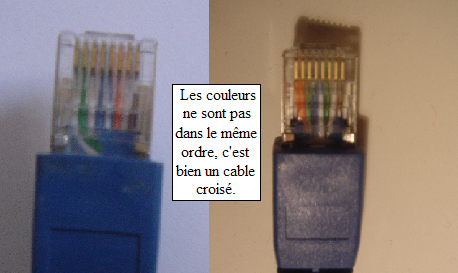 Les couleurs
ne sont pas
dans le même
ordre, c'est
bien un cable
croisé.